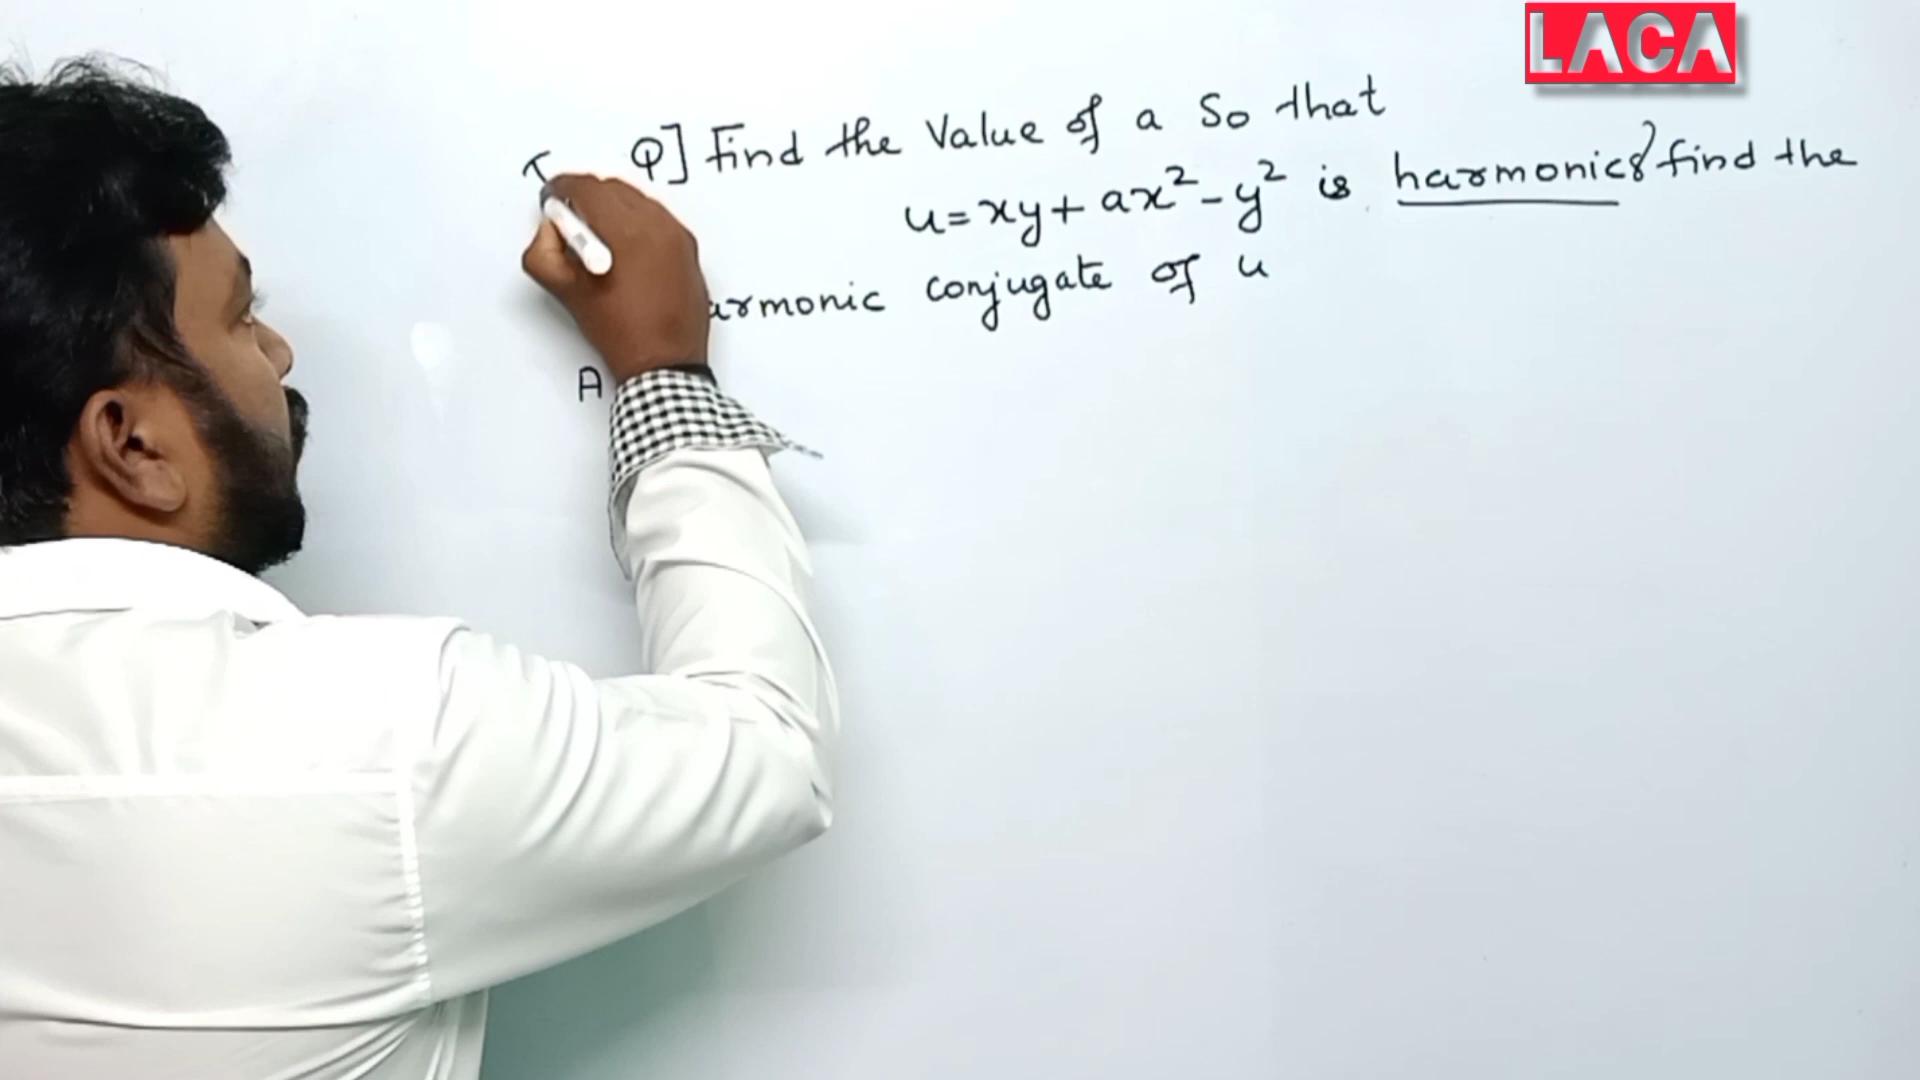 LACA
Q] Find the Value of a So that
u=xy+ax²-y² is harmonic & find the
armonic conjugate of u
A